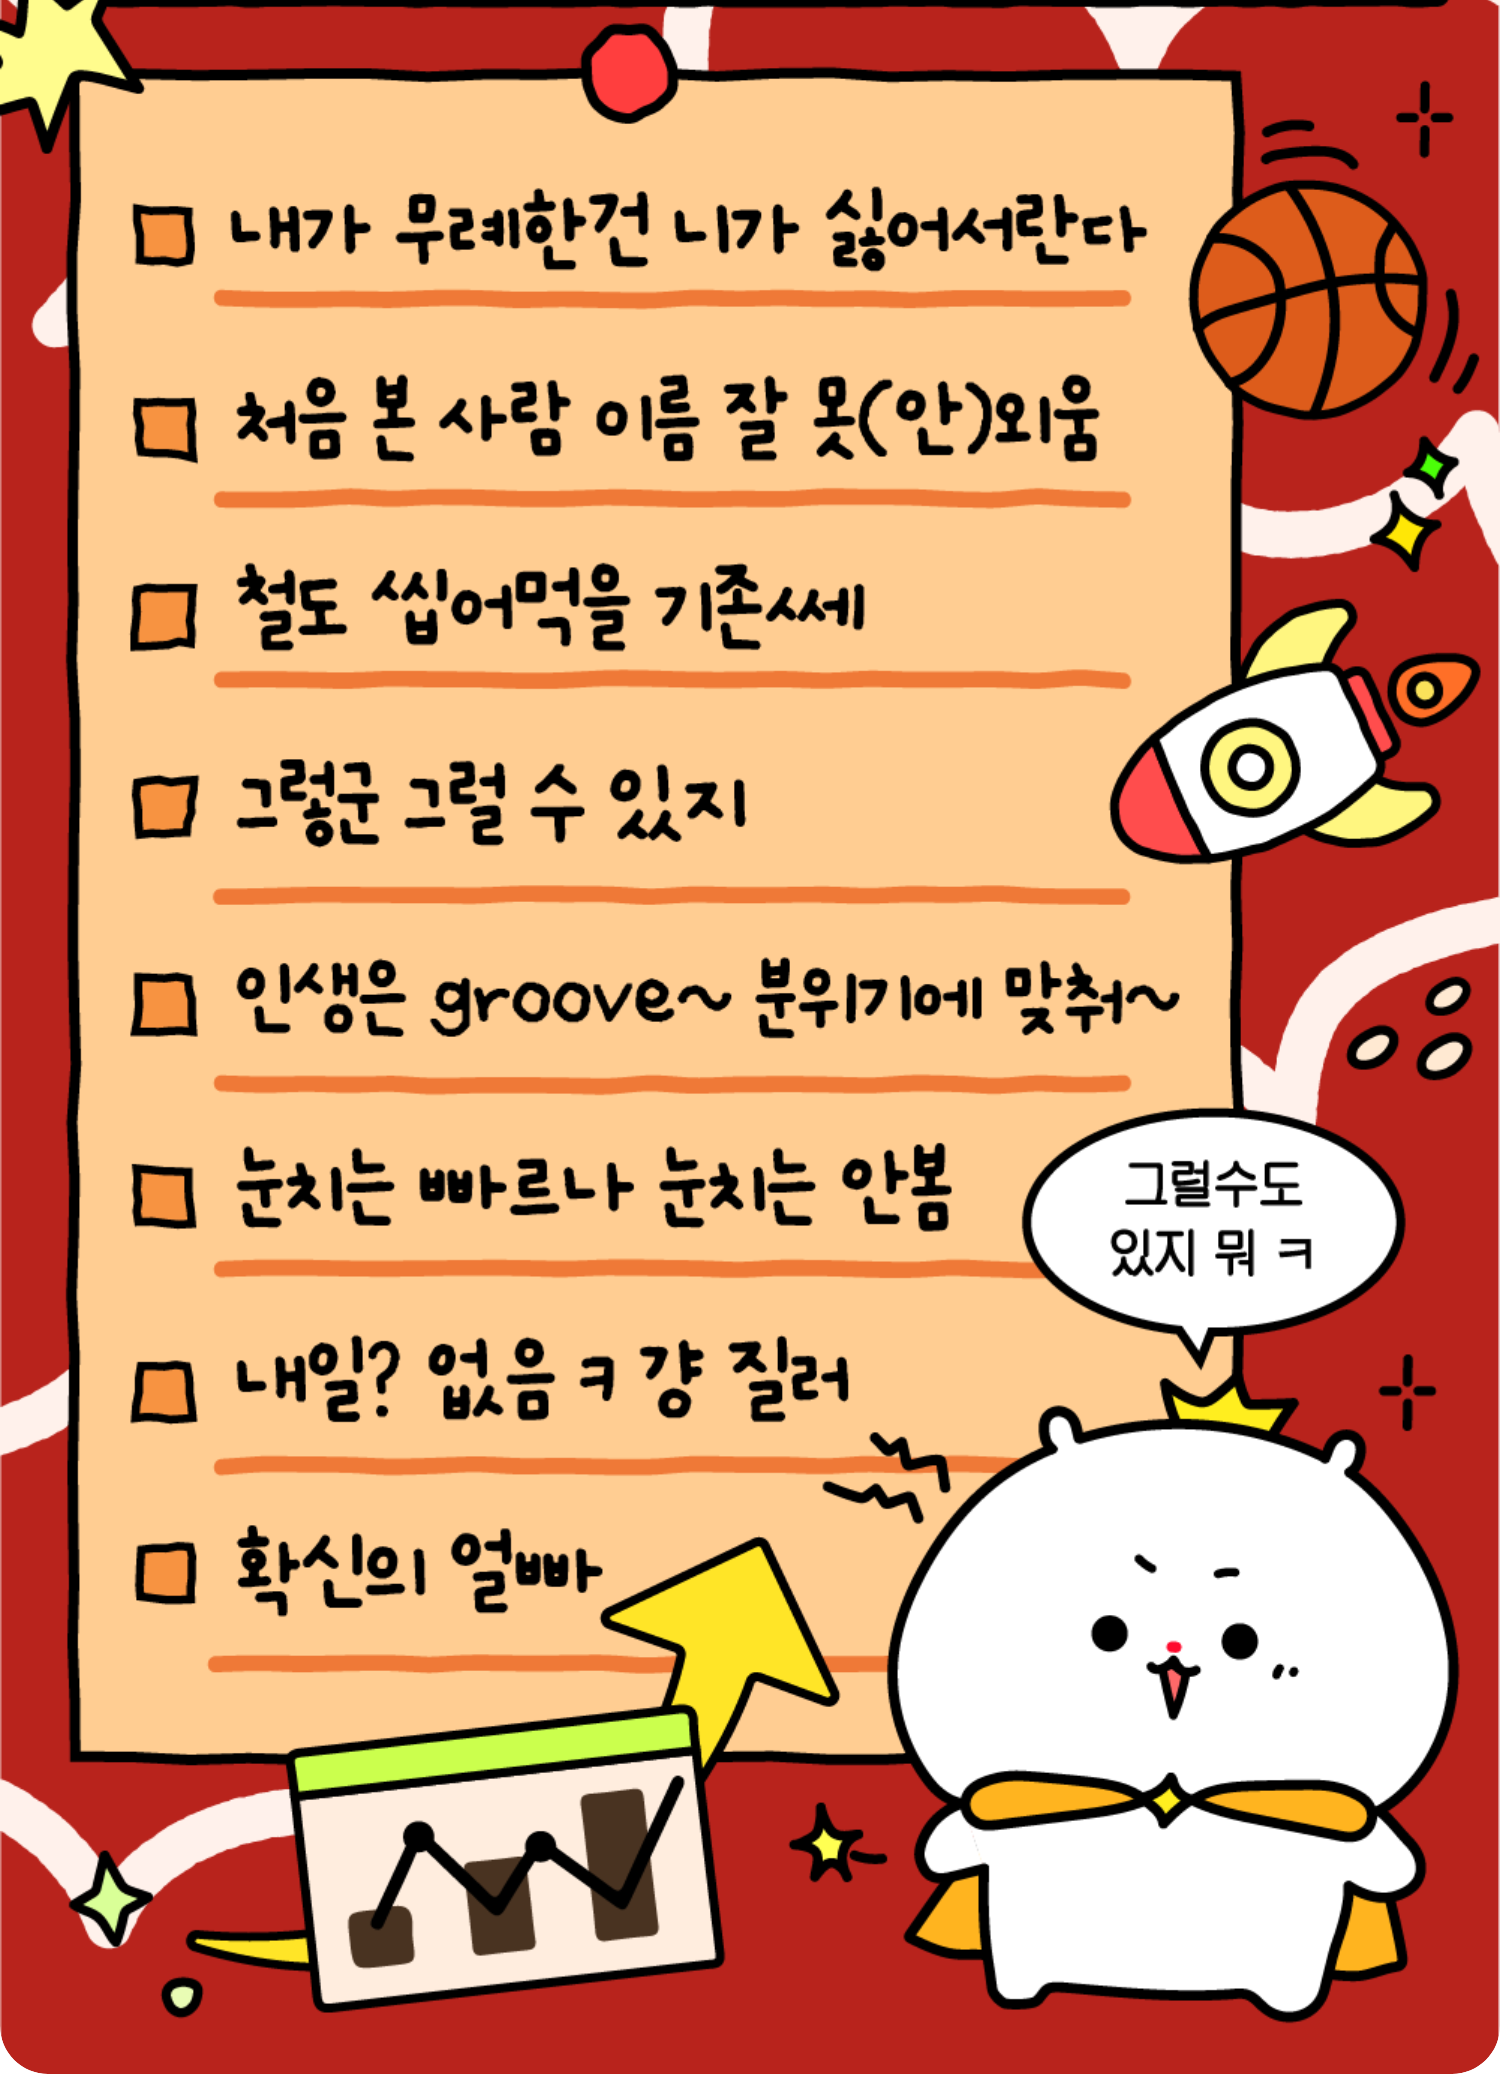 내가 무례한건 니가 싫어서란다
처음 본 사람 이름 잘 못(안)외움
철도 씹어먹을 기존쎄
그렇군 그럴 수 있지
인생은 groove~ 분위기에 맞춰~
눈치는 빠르나 눈치는 안봄
그럴수도
있지 뭐 ㅋ
내일? 없음 ㅋ 걍 질러
확신의 얼빠